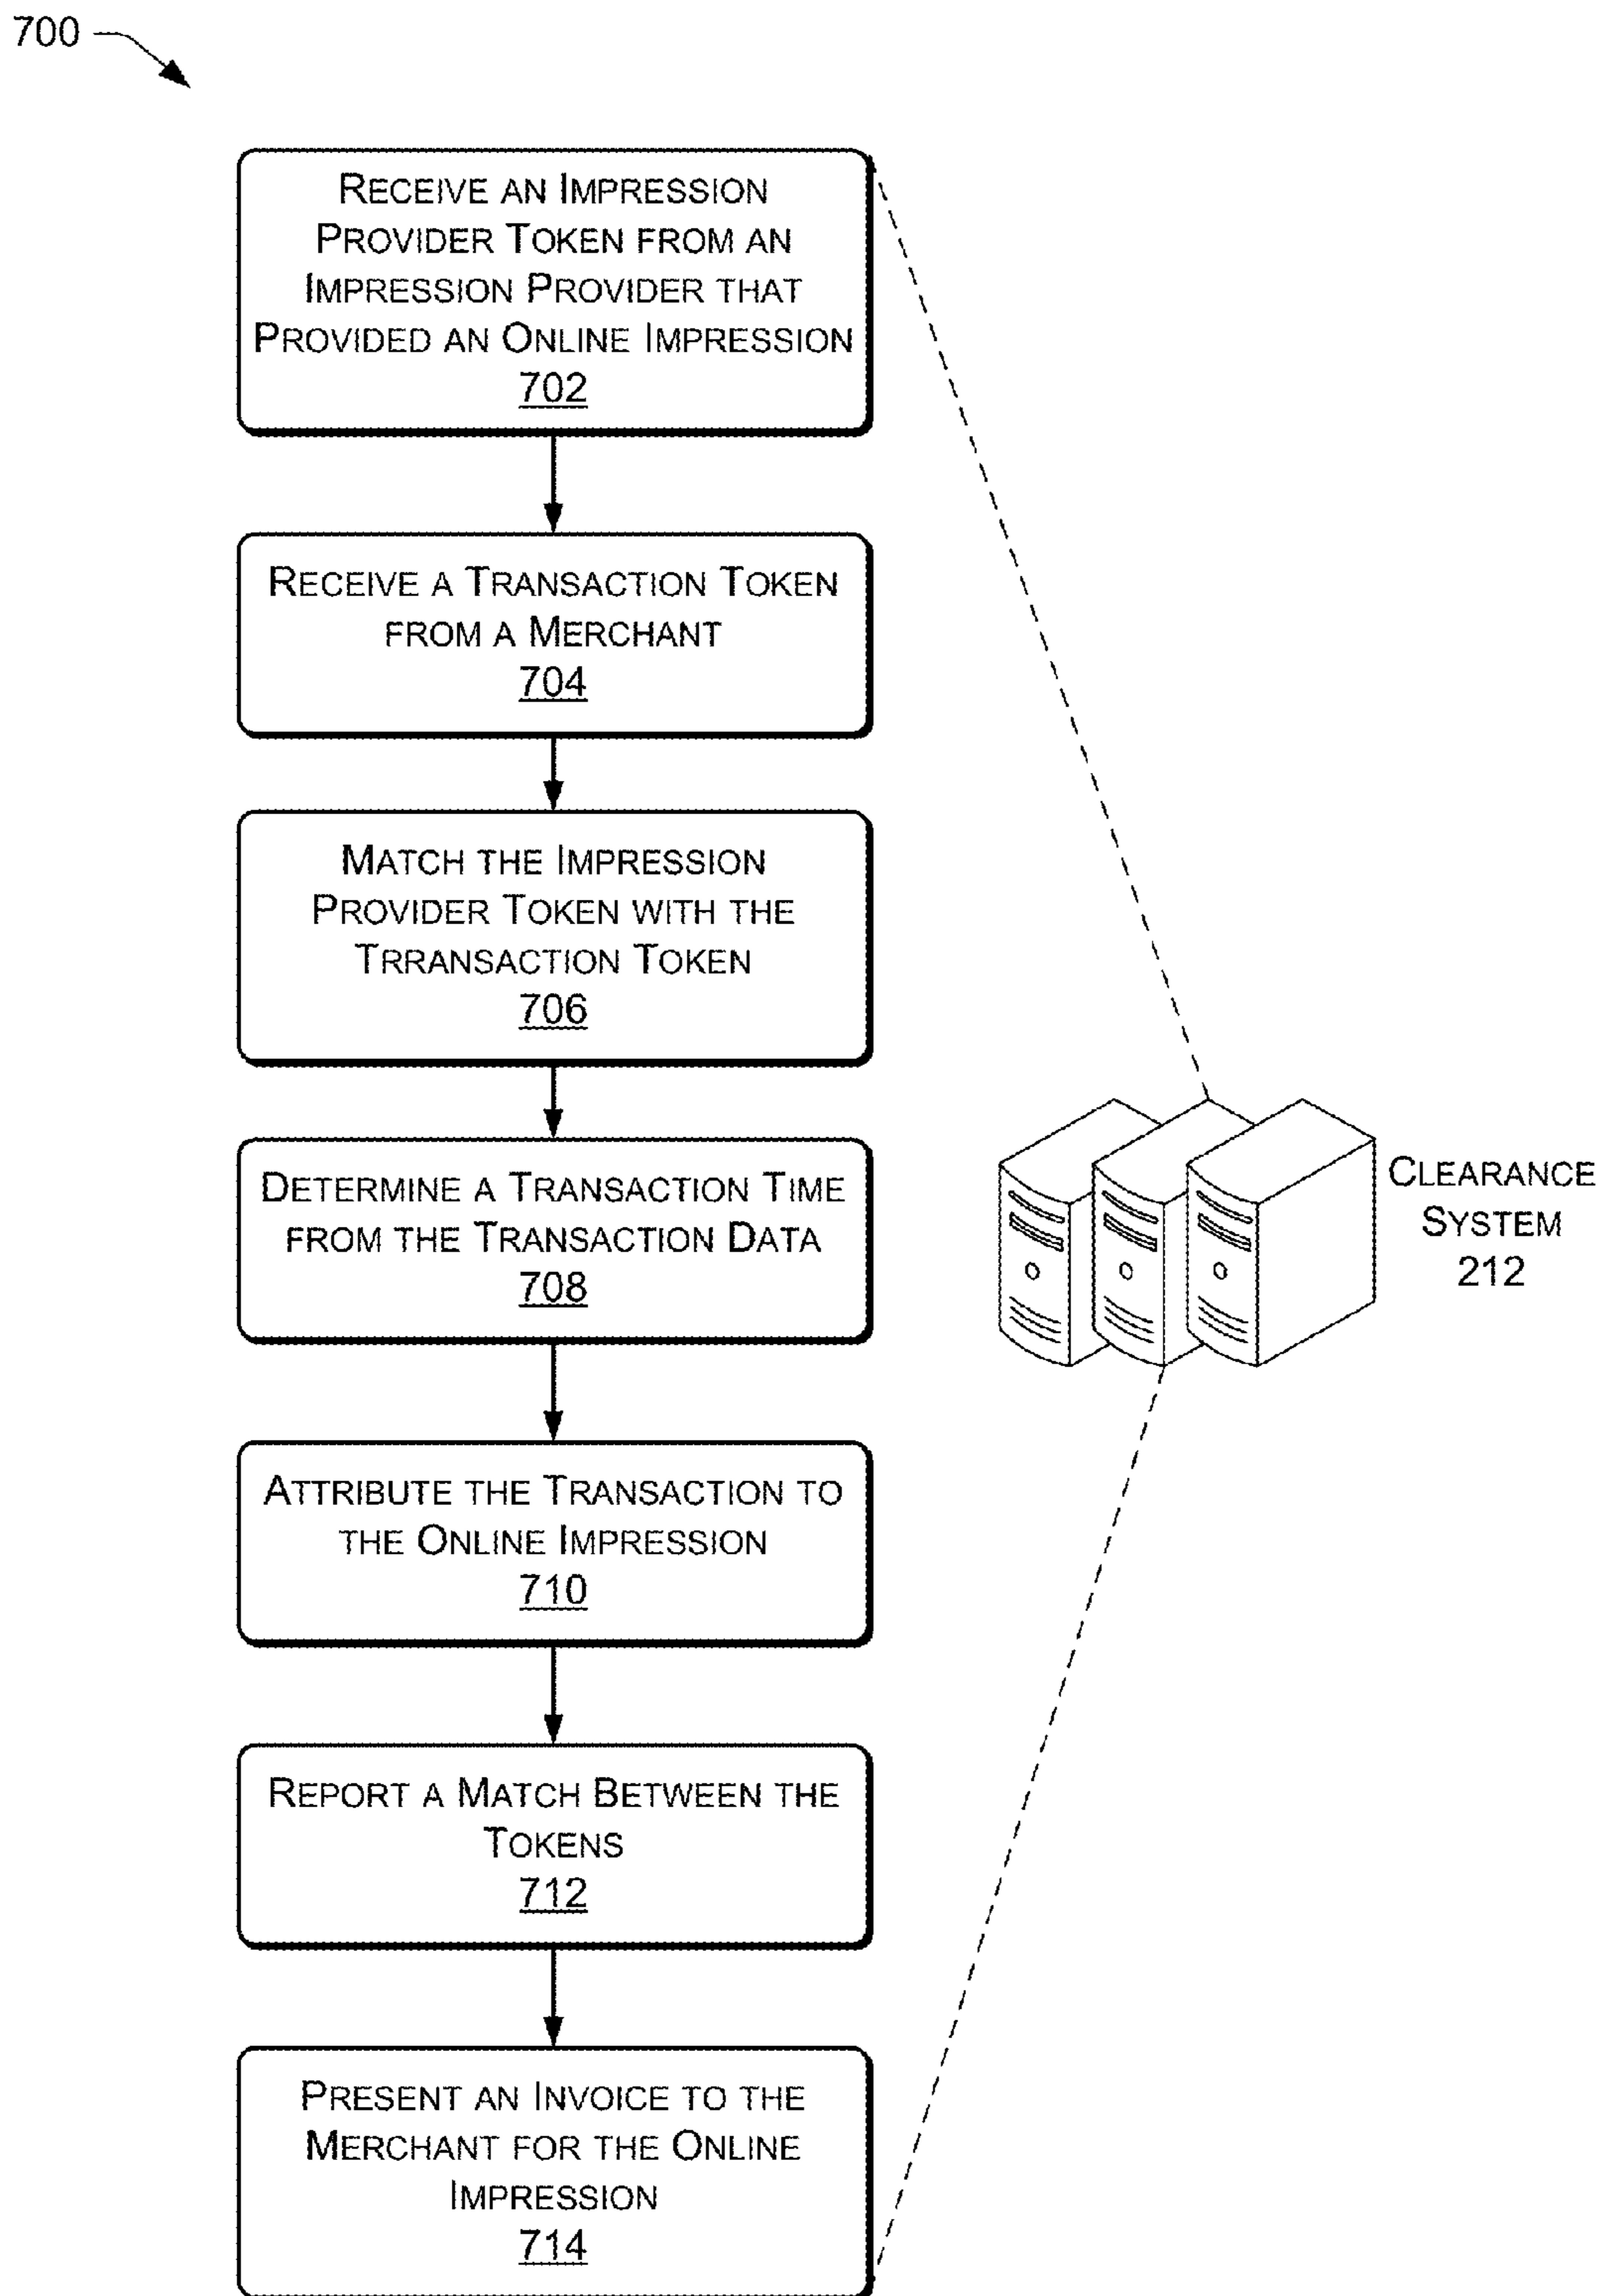 700
RECEIVE AN IMPRESSION
PROVIDER TOKEN FROM AN
IMPRESSION PROVIDER THAT
PROVIDED AN ONLINE IMPRESSION
702
RECEIVE A TRANSACTION TOKEN
FROM A MERCHANT
704
MATCH THE IMPRESSION
PROVIDER TOKEN WITH THE
TRRANSACTION TOKEN
706
DETERMINE A TRANSACTION TIME
FROM THE TRANSACTION DATA
708
CLEARANCE
SYSTEM
212
ATTRIBUTE THE TRANSACTION TO
THE ONLINE IMPRESSION
710
REPORT A MATCH BETWEEN THE
TOKENS
712
PRESENT AN INVOICE TO THE
MERCHANT FOR THE ONLINE
IMPRESSION
714